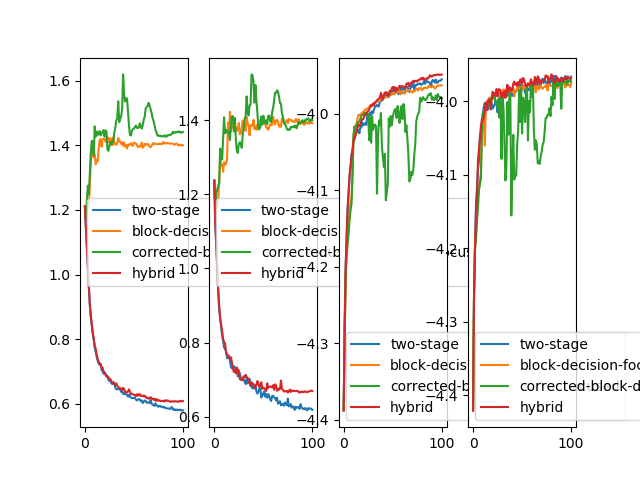 1.6
1.4
1.2
1.0
0.8
0.6
0 100
two-stage
block-decis
corrected-b
hybrid
1.4
1.2
1.0
0.8
0.6
0 100
two-stage
block-decis
corrected-b
hybrid
−4.0
−4.1
−4.2
−4.3
−4.4
0 100
two-stage
block-decis
corrected-b
hybrid
−4.0
−4.1
−4.2
−4.3
−4.4
0 100
two-stage
block-decision-foc
corrected-block-d
hybrid